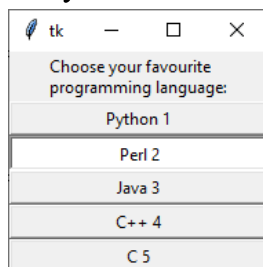 tk
Choose your favourite
programming language:
Python 1
Perl 2
Java 3
C++ 4
C 5